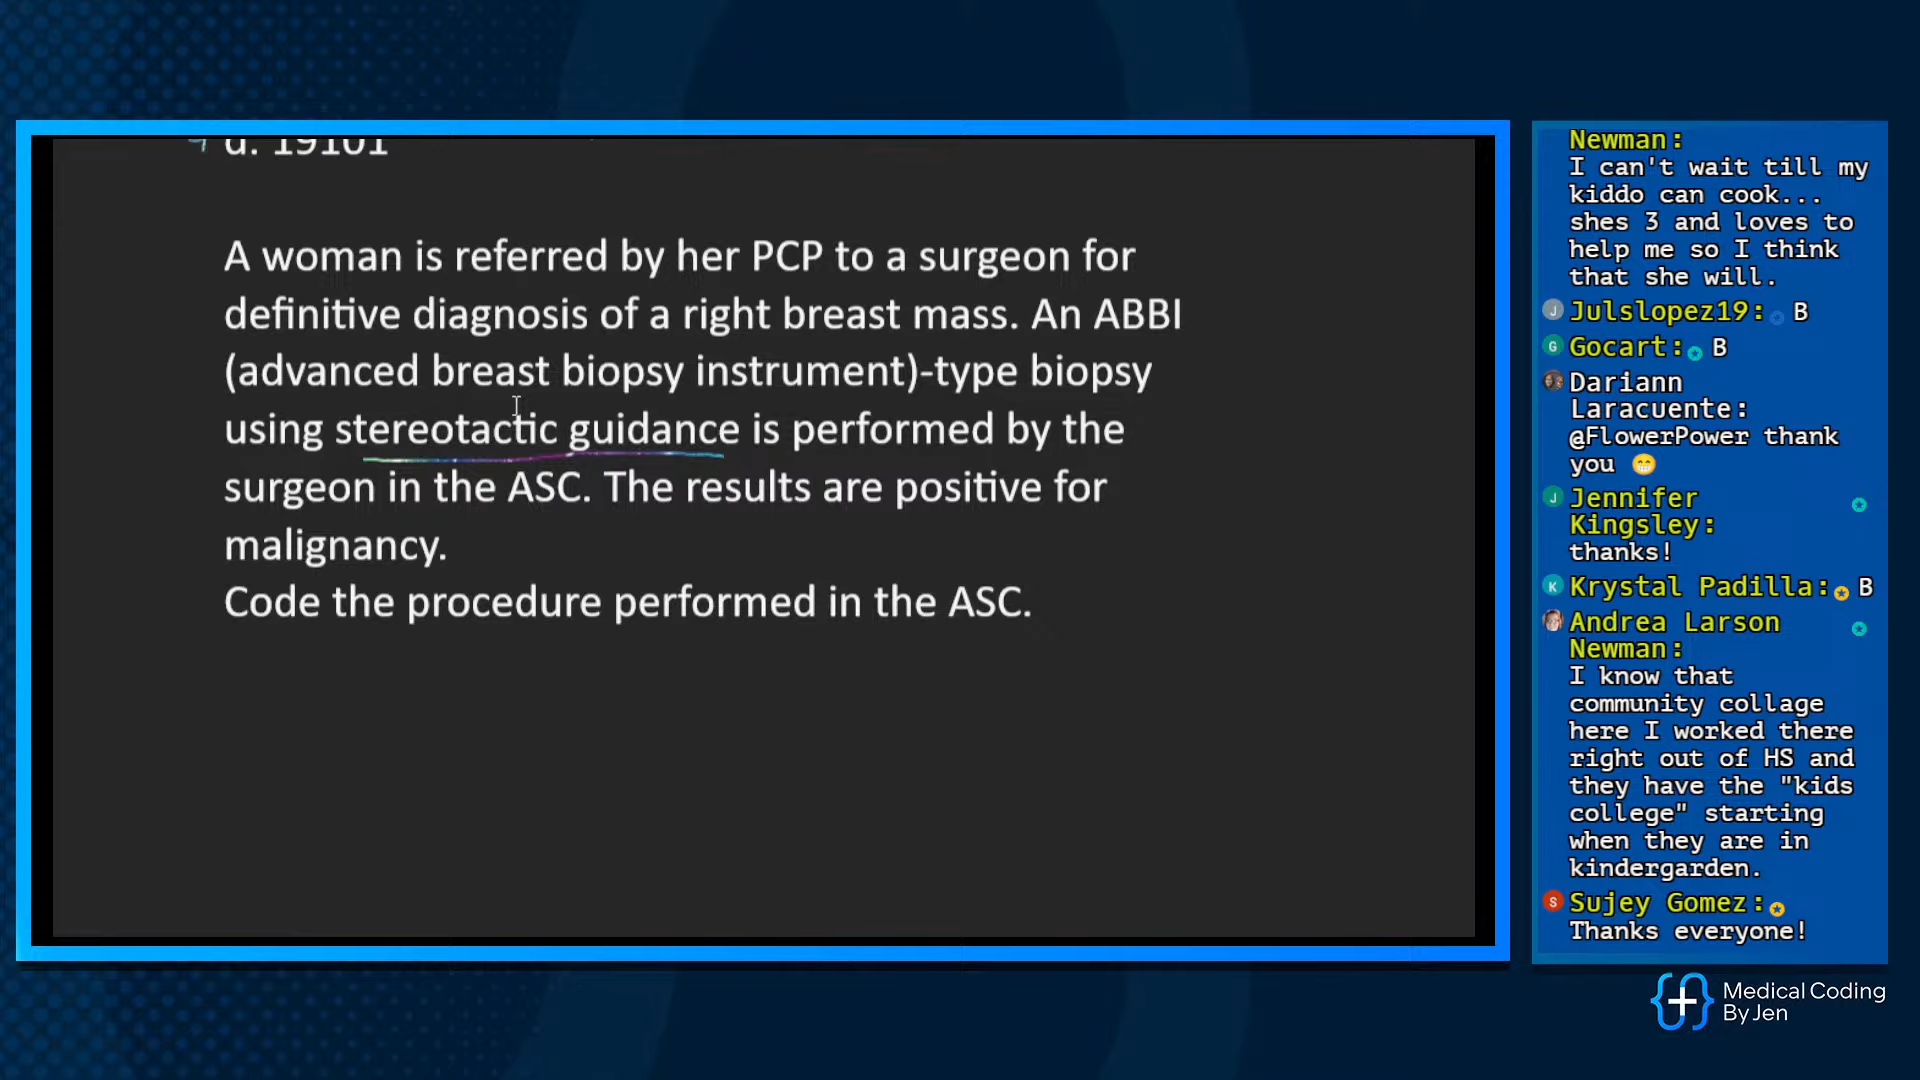 d. 19101
A woman is referred by her PCP to a surgeon for
definitive diagnosis of a right breast mass. An ABBI
(advanced breast biopsy instrument)-type biopsy
using stereotactic guidance is performed by the
surgeon in the ASC. The results are positive for
malignancy.
Code the procedure performed in the ASC.
Newman:
I can't wait till my
kiddo can cook...
shes 3 and loves to
help me so I think
that she will.
J Julslopez19: B
G Gocart: B
Dariann
Laracuente:
@FlowerPower thank
you 😁
J Jennifer
Kingsley:
thanks!
K Krystal Padilla: B
Andrea Larson
Newman:
I know that
community collage
here I worked there
right out of HS and
they have the "kids
college" starting
when they are in
kindergarden.
S Sujey Gomez:
Thanks everyone!
Medical Coding
By Jen